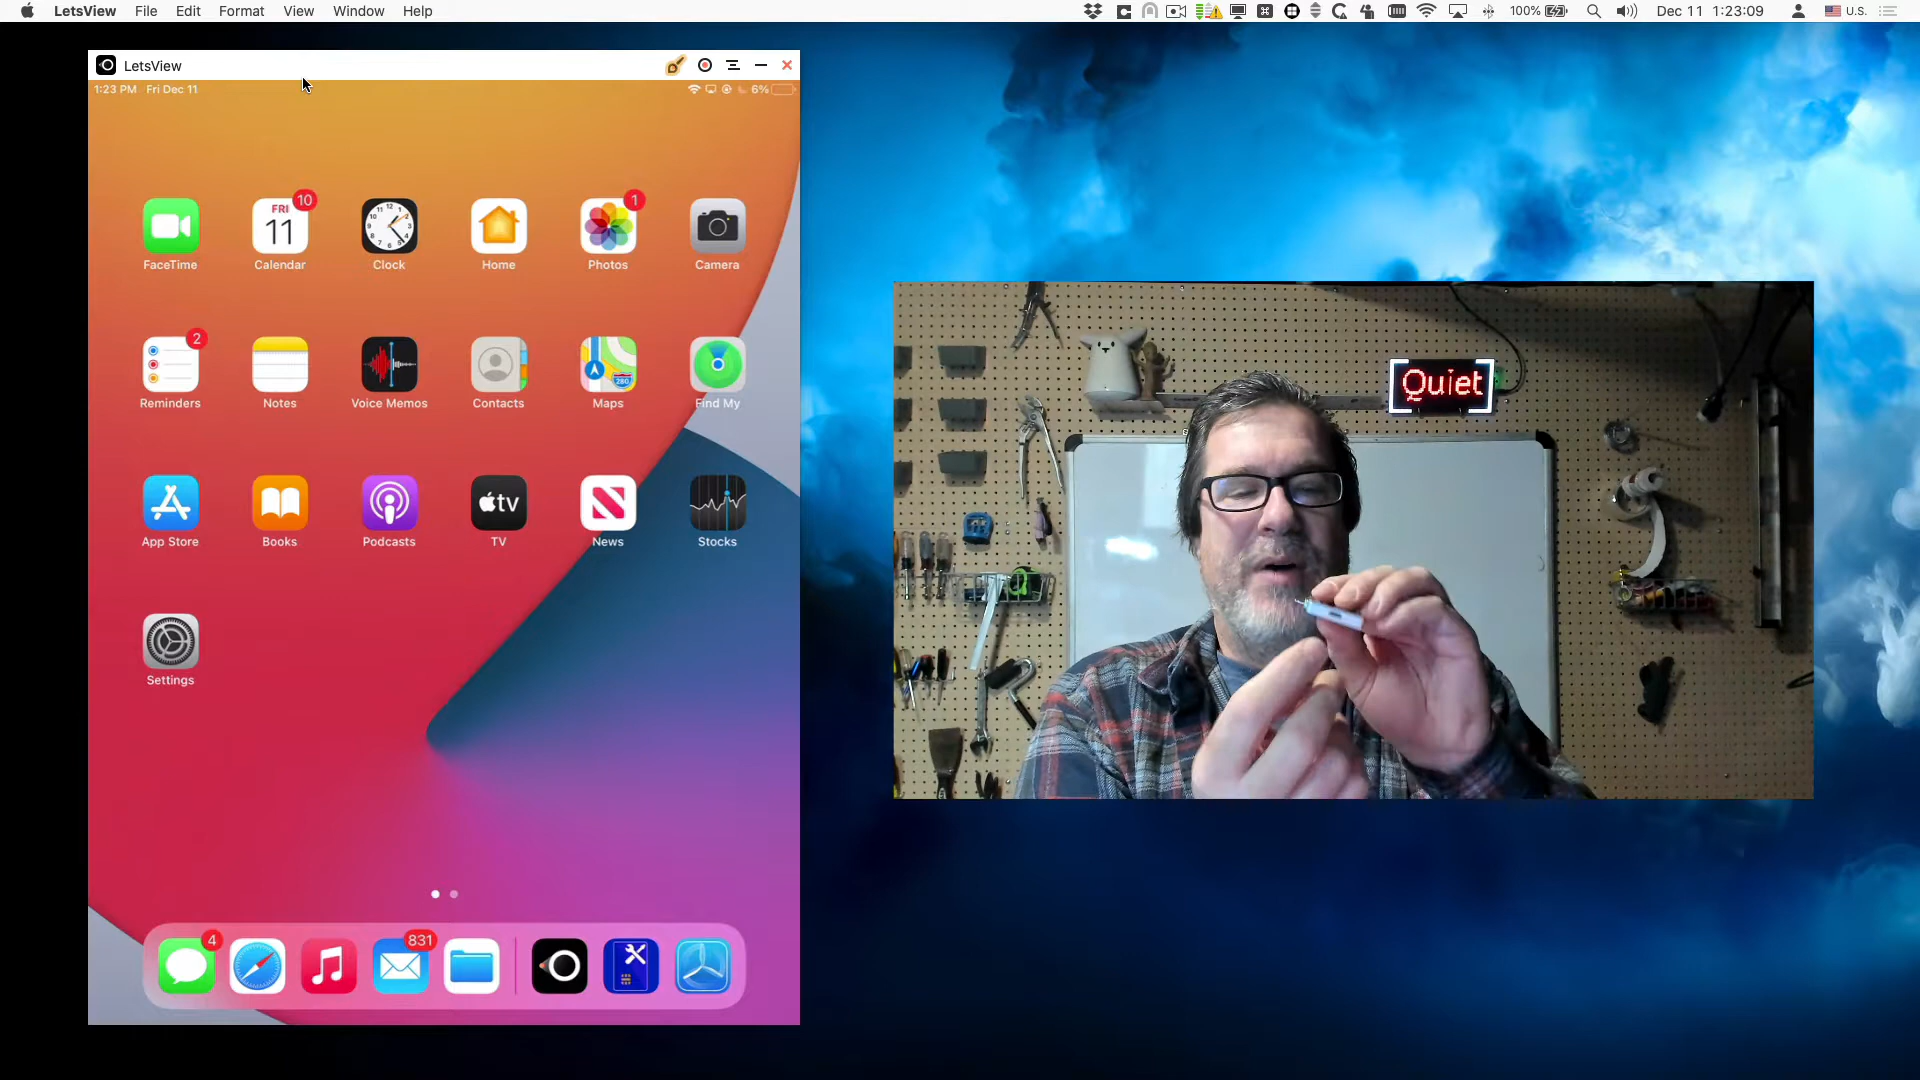 LetsView File Edit Format View Window Help 100% Dec 11 1:23:09 U.S.
LetsView
1:23 PM Fri Dec 11 6%
10 1
FRI
11
FaceTime Calendar Clock Home Photos Camera
2
280
Reminders Notes Voice Memos Contacts Maps Find My
tv
App Store Books Podcasts TV News Stocks
Settings
4 831
Quiet